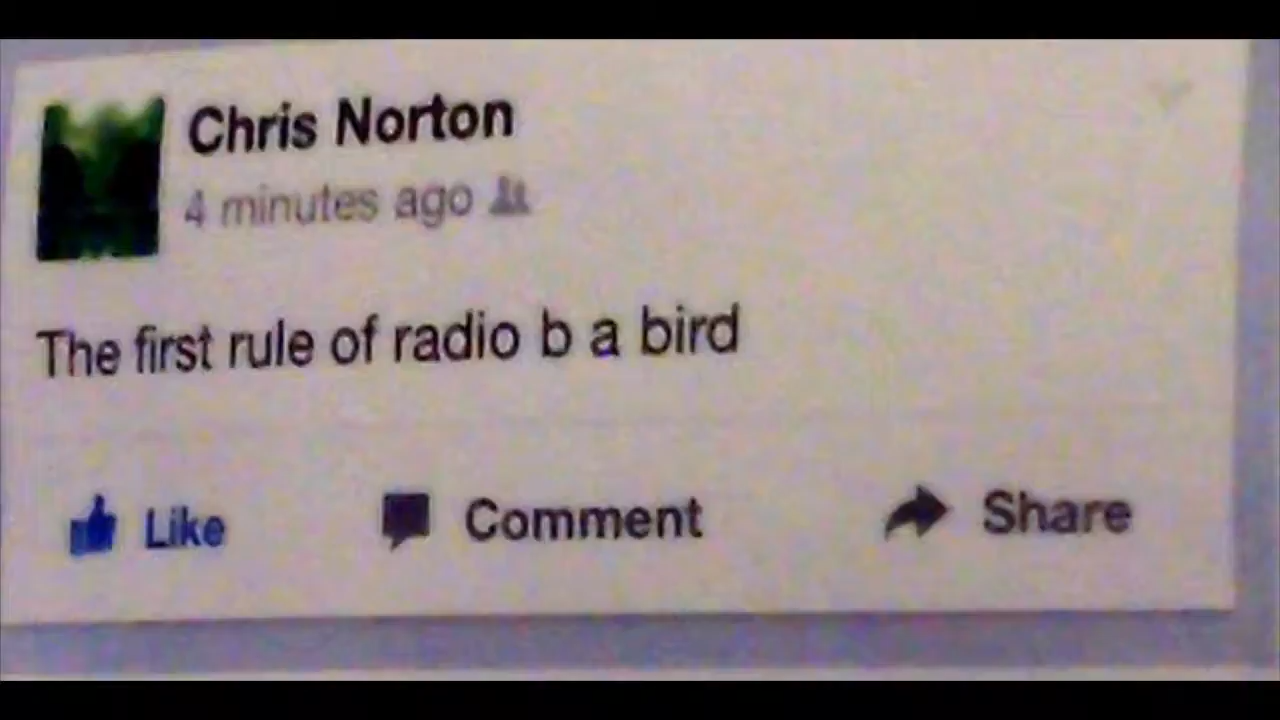 Chris Norton
4 minutes ago
The first rule of radio b a bird
Like Comment Share